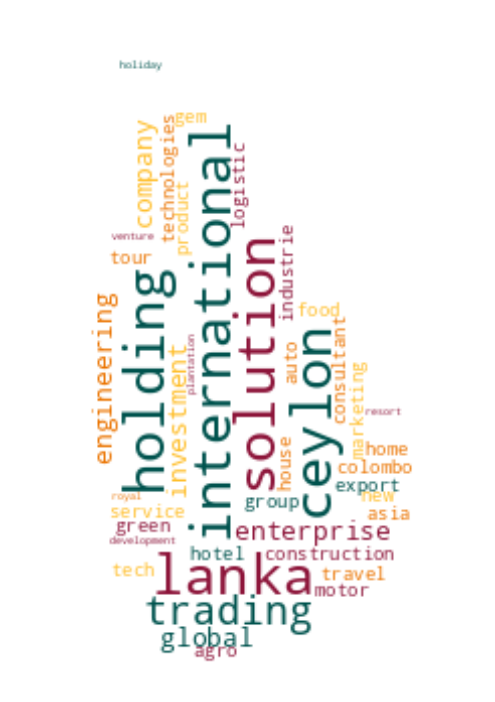 holiday
gem
company
technologies
international
logistic
product
venture
industrie
tour
solution
holding
engineering
food
consultant
ceylon
plantation
auto
investment
marketing
resort
house
home
colombo
export
royal
new
group
service
asia
green
enterprise
development
hotel
construction
lanka
tech
travel
motor
trading
global
agro